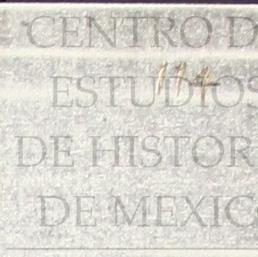 CENTRO D
114
ESTUDIOS
DE HISTOR
DE MEXIC